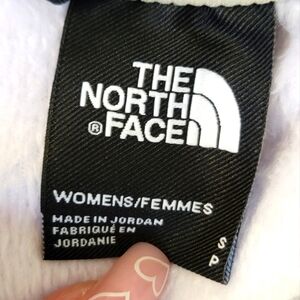 THE
NORTH
® FACE
WOMENS/FEMMES
MADE IN JORDAN
FABRIQUÉ EN
JORDANIE
S
P